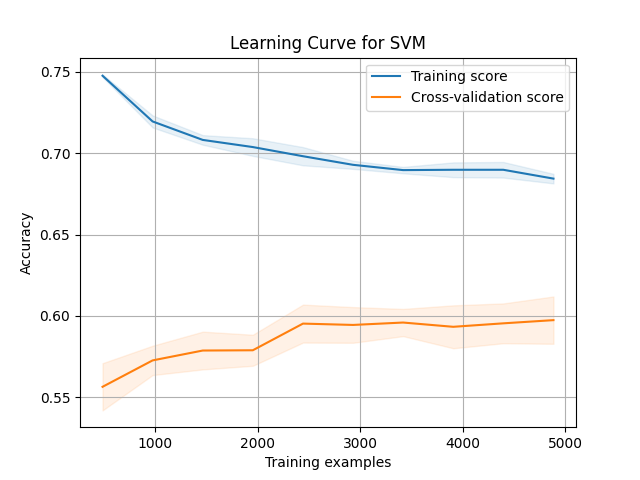 Learning Curve for SVM
Training score
Cross-validation score
0.75
0.70
0.65
0.60
0.55
Accuracy
1000 2000 3000 4000 5000
Training examples